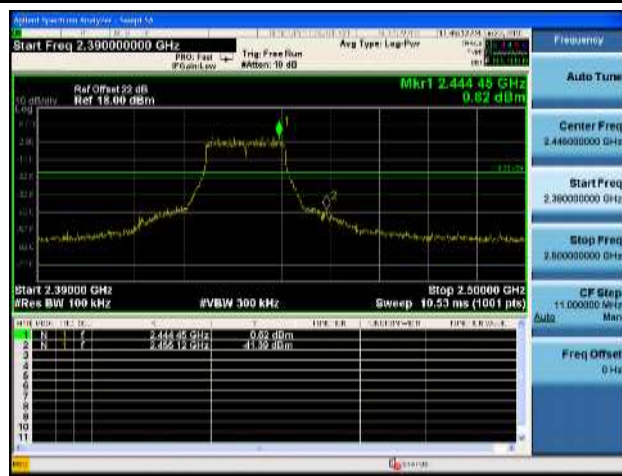 Agilent Spectrum Analyzer - Swept SA
Start Freq 2.390000000 GHz
PNO: Fast
IFGain:Low
Trig: Free Run
#Atten: 10 dB
Avg Type: Log-Pwr
Frequency
Auto Tune
Ref Offset 22 dB
Ref 18.00 dBm
10 dB/div
Log
Mkr1 2.444 45 GHz
0.62 dBm
1
2
Center Freq
2.445000000 GHz
Start Freq
2.390000000 GHz
Stop Freq
2.500000000 GHz
Start 2.39000 GHz
Stop 2.50000 GHz
#Res BW 100 kHz
#VBW 300 kHz
Sweep 10.53 ms (1001 pts)
CF Step
11.000000 MHz
Auto Man
1 N f 2.444 45 GHz 0.62 dBm
2 N f 2.455 12 GHz -41.39 dBm
3
4
5
6
7
8
9
10
11
Freq Offset
0 Hz
MSG
STATUS